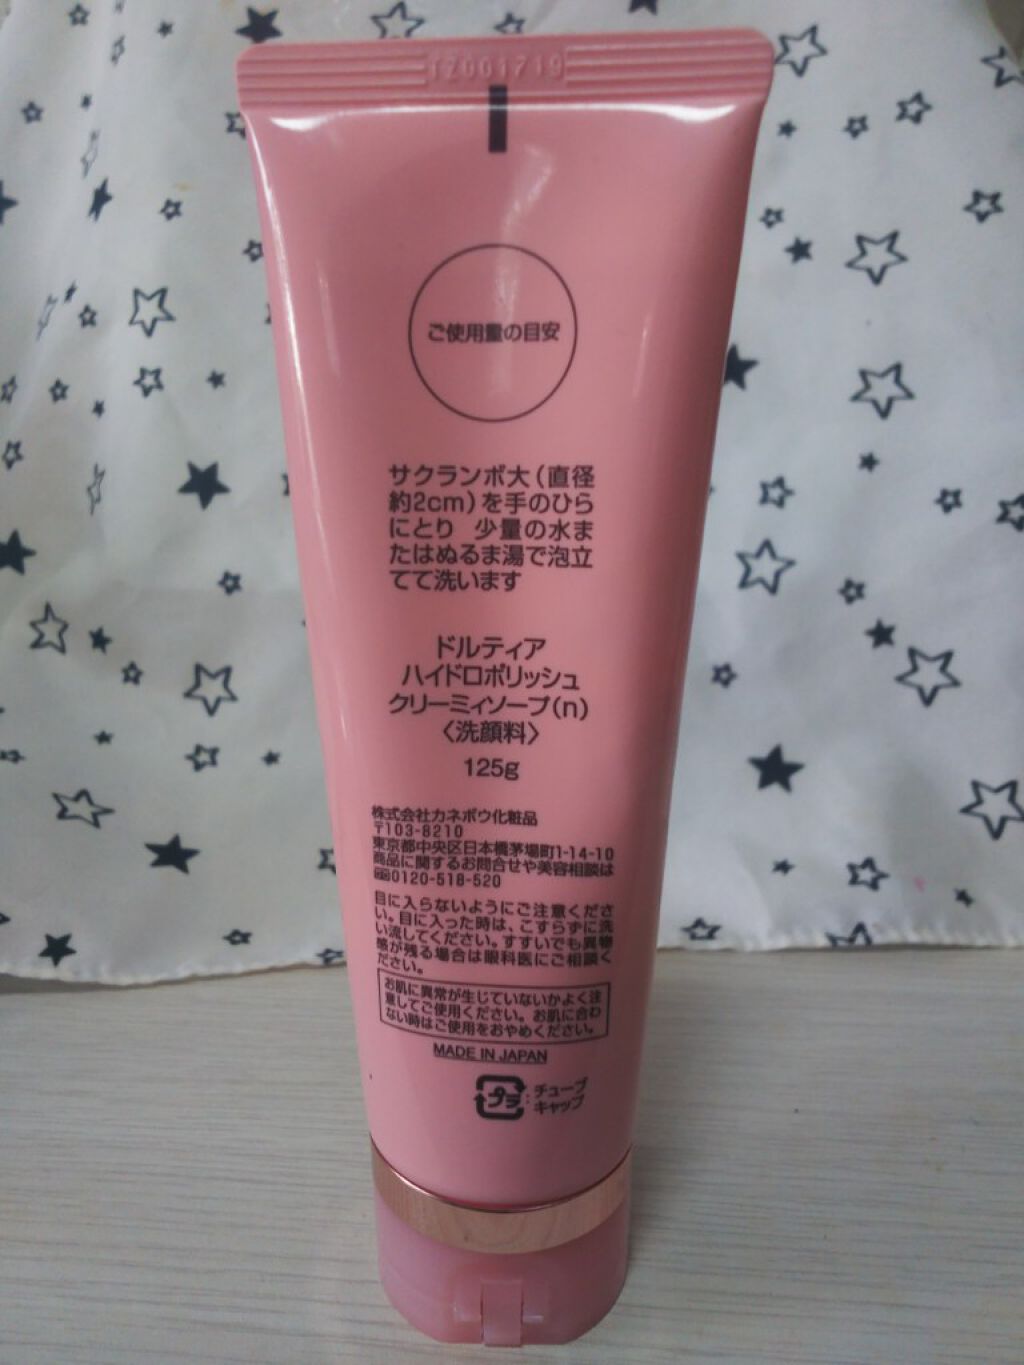 12001719
ご使用量の目安
サクランボ大(直径
約2cm)を手のひら
にとり 少量の水ま
たはぬるま湯で泡立
てて洗います
ドルティア
ハイドロポリッシュ
クリーミィソープ(n)
〈洗顔料〉
125g
株式会社カネボウ化粧品
〒103-8210
東京都中央区日本橋茅場町1-14-10
商品に関するお問合せや美容相談は
0120-518-520
目に入らないようにご注意くださ
い。目に入った時は、こすらずに洗
い流してください。すすいでも異物
感が残る場合は眼科医にご相談く
ださい。
お肌に異常が生じていないかよく注
意してご使用ください。お肌に合わ
ない時はご使用をおやめください。
MADE IN JAPAN
プラ : チューブ
キャップ